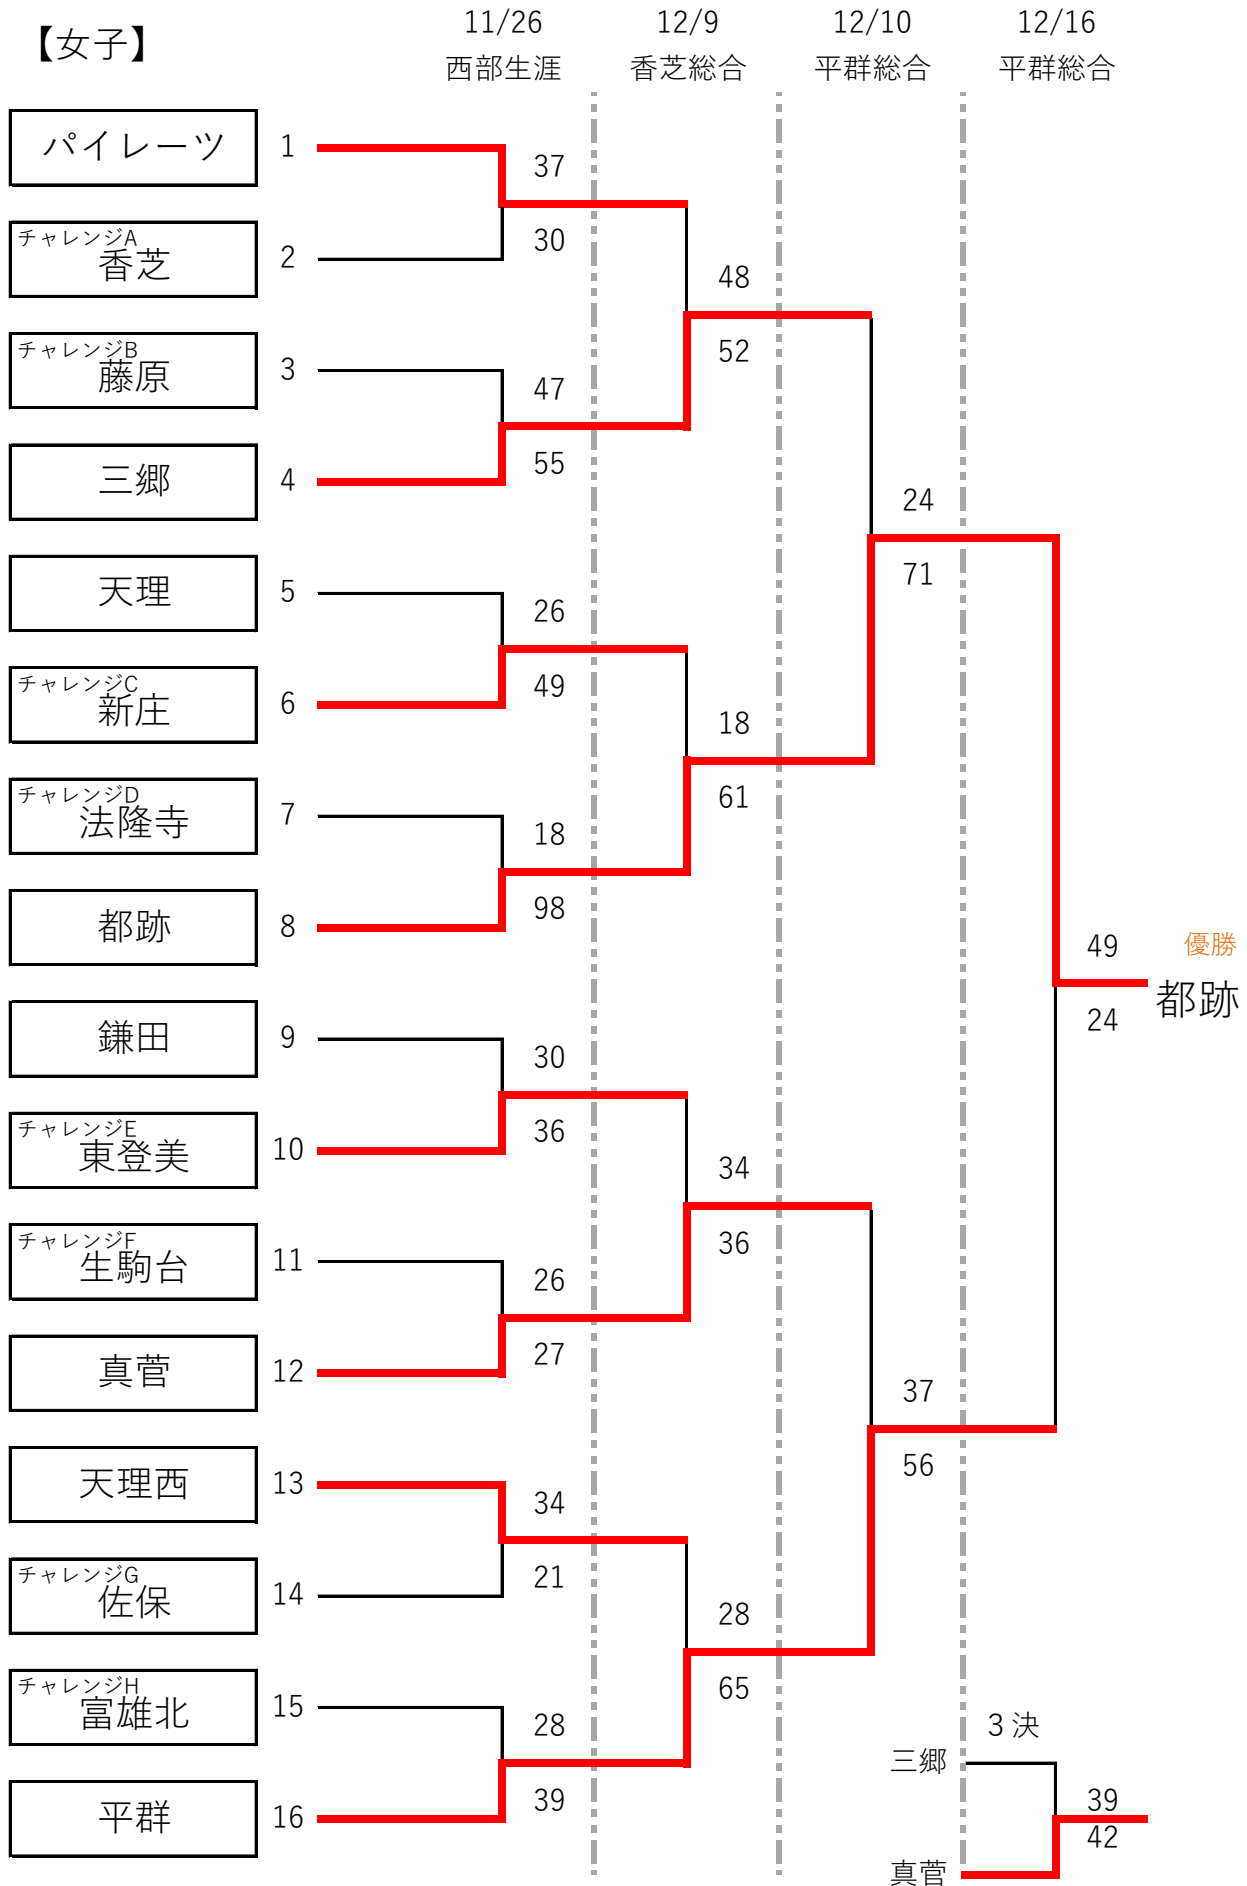 【女子】
11/26 12/9 12/10 12/16
西部生涯 香芝総合 平群総合 平群総合
パイレーツ 1
37
30
チャレンジA
香芝 2
48
52
チャレンジB
藤原 3
47
55
三郷 4
24
71
天理 5
26
49
チャレンジC
新庄 6
18
61
チャレンジD
法隆寺 7
18
98
都跡 8
49 優勝
24 都跡
鎌田 9
30
36
チャレンジE
東登美 10
34
36
チャレンジF
生駒台 11
26
27
真菅 12
37
56
天理西 13
34
21
チャレンジG
佐保 14
28
65
チャレンジH
富雄北 15
28
39
平群 16
3決
三郷
39
42
真菅